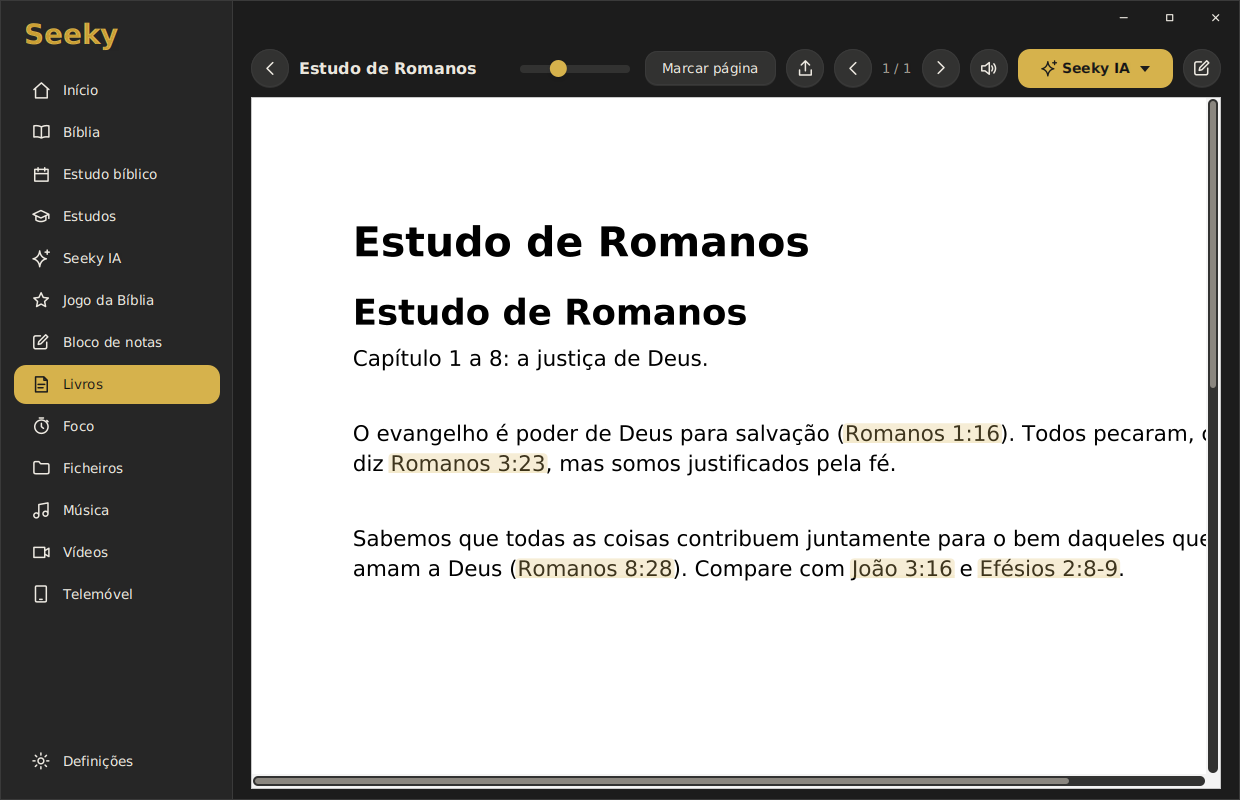 Seeky
Início
Bíblia
Estudo bíblico
Estudos
Seeky IA
Jogo da Bíblia
Bloco de notas
Livros
Foco
Ficheiros
Música
Vídeos
Telemóvel
Definições
Estudo de Romanos
Marcar página
1 / 1
Seeky IA
Estudo de Romanos
Estudo de Romanos
Capítulo 1 a 8: a justiça de Deus.
O evangelho é poder de Deus para salvação (Romanos 1:16). Todos pecaram,
diz Romanos 3:23, mas somos justificados pela fé.
Sabemos que todas as coisas contribuem juntamente para o bem daqueles que
amam a Deus (Romanos 8:28). Compare com João 3:16 e Efésios 2:8-9.